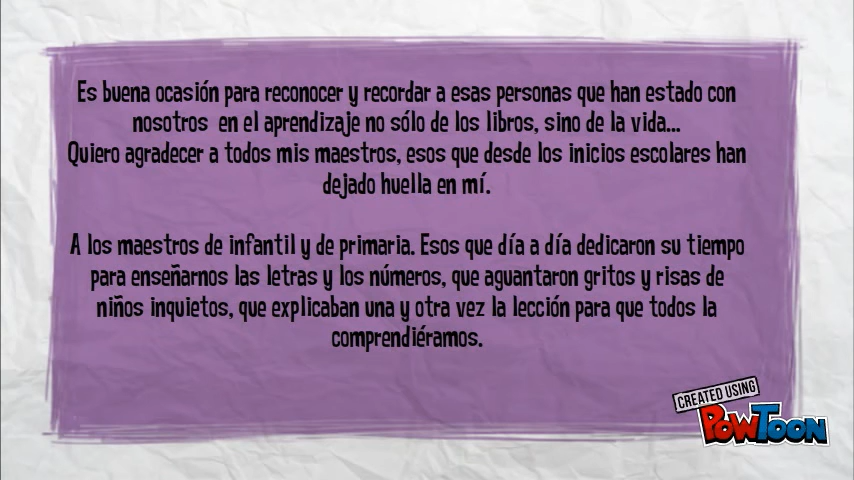 Es buena ocasión para reconocer y recordar a esas personas que han estado con
nosotros en el aprendizaje no sólo de los libros, sino de la vida...
Quiero agradecer a todos mis maestros, esos que desde los inicios escolares han
dejado huella en mí.
A los maestros de infantil y de primaria. Esos que día a día dedicaron su tiempo
para enseñarnos las letras y los números, que aguantaron gritos y risas de
niños inquietos, que explicaban una y otra vez la lección para que todos la
comprendiéramos.
CREATED USING
POWTOON